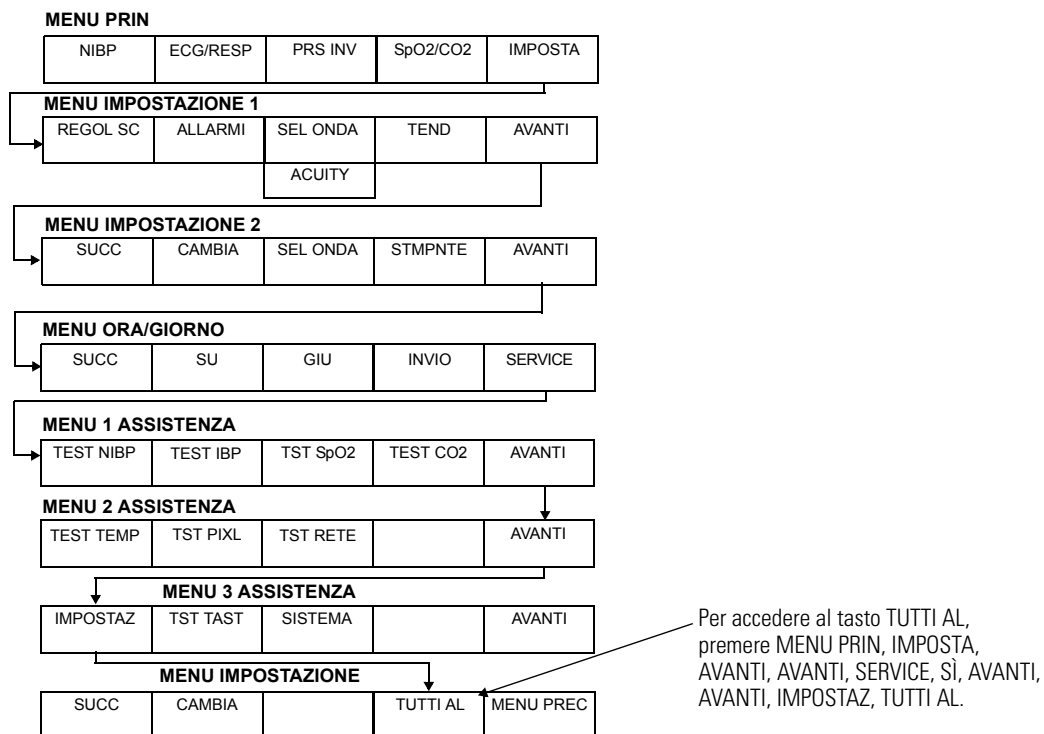 MENU PRIN
NIBP ECG/RESP PRS INV SpO2/CO2 IMPOSTA
MENU IMPOSTAZIONE 1
REGOL SC ALLARMI SEL ONDA TEND AVANTI
ACUITY
MENU IMPOSTAZIONE 2
SUCC CAMBIA SEL ONDA STMPNTE AVANTI
MENU ORA/GIORNO
SUCC SU GIU INVIO SERVICE
MENU 1 ASSISTENZA
TEST NIBP TEST IBP TST SpO2 TEST CO2 AVANTI
MENU 2 ASSISTENZA
TEST TEMP TST PIXL TST RETE AVANTI
MENU 3 ASSISTENZA
IMPOSTAZ TST TAST SISTEMA AVANTI
MENU IMPOSTAZIONE
SUCC CAMBIA TUTTI AL MENU PREC
Per accedere al tasto TUTTI AL,
premere MENU PRIN, IMPOSTA,
AVANTI, AVANTI, SERVICE, SÌ, AVANTI,
AVANTI, IMPOSTAZ, TUTTI AL.